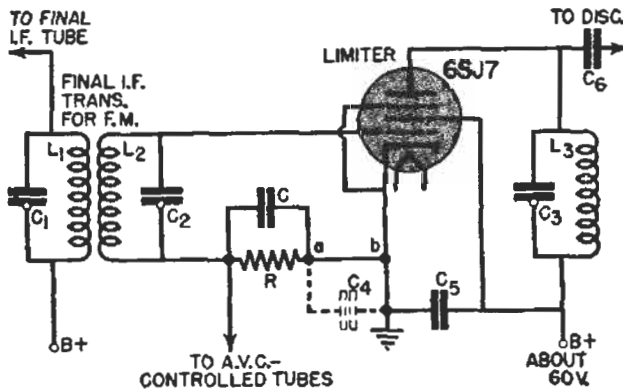 TO FINAL
I.F. TUBE
FINAL I.F.
TRANS.
FOR F.M.
LIMITER
6SJ7
TO DISC.
C6
L1
L2
L3
C1
C2
C
C3
R
a
b
C4
C5
B+
TO A.V.C.-
CONTROLLED TUBES
B+
ABOUT
60V.